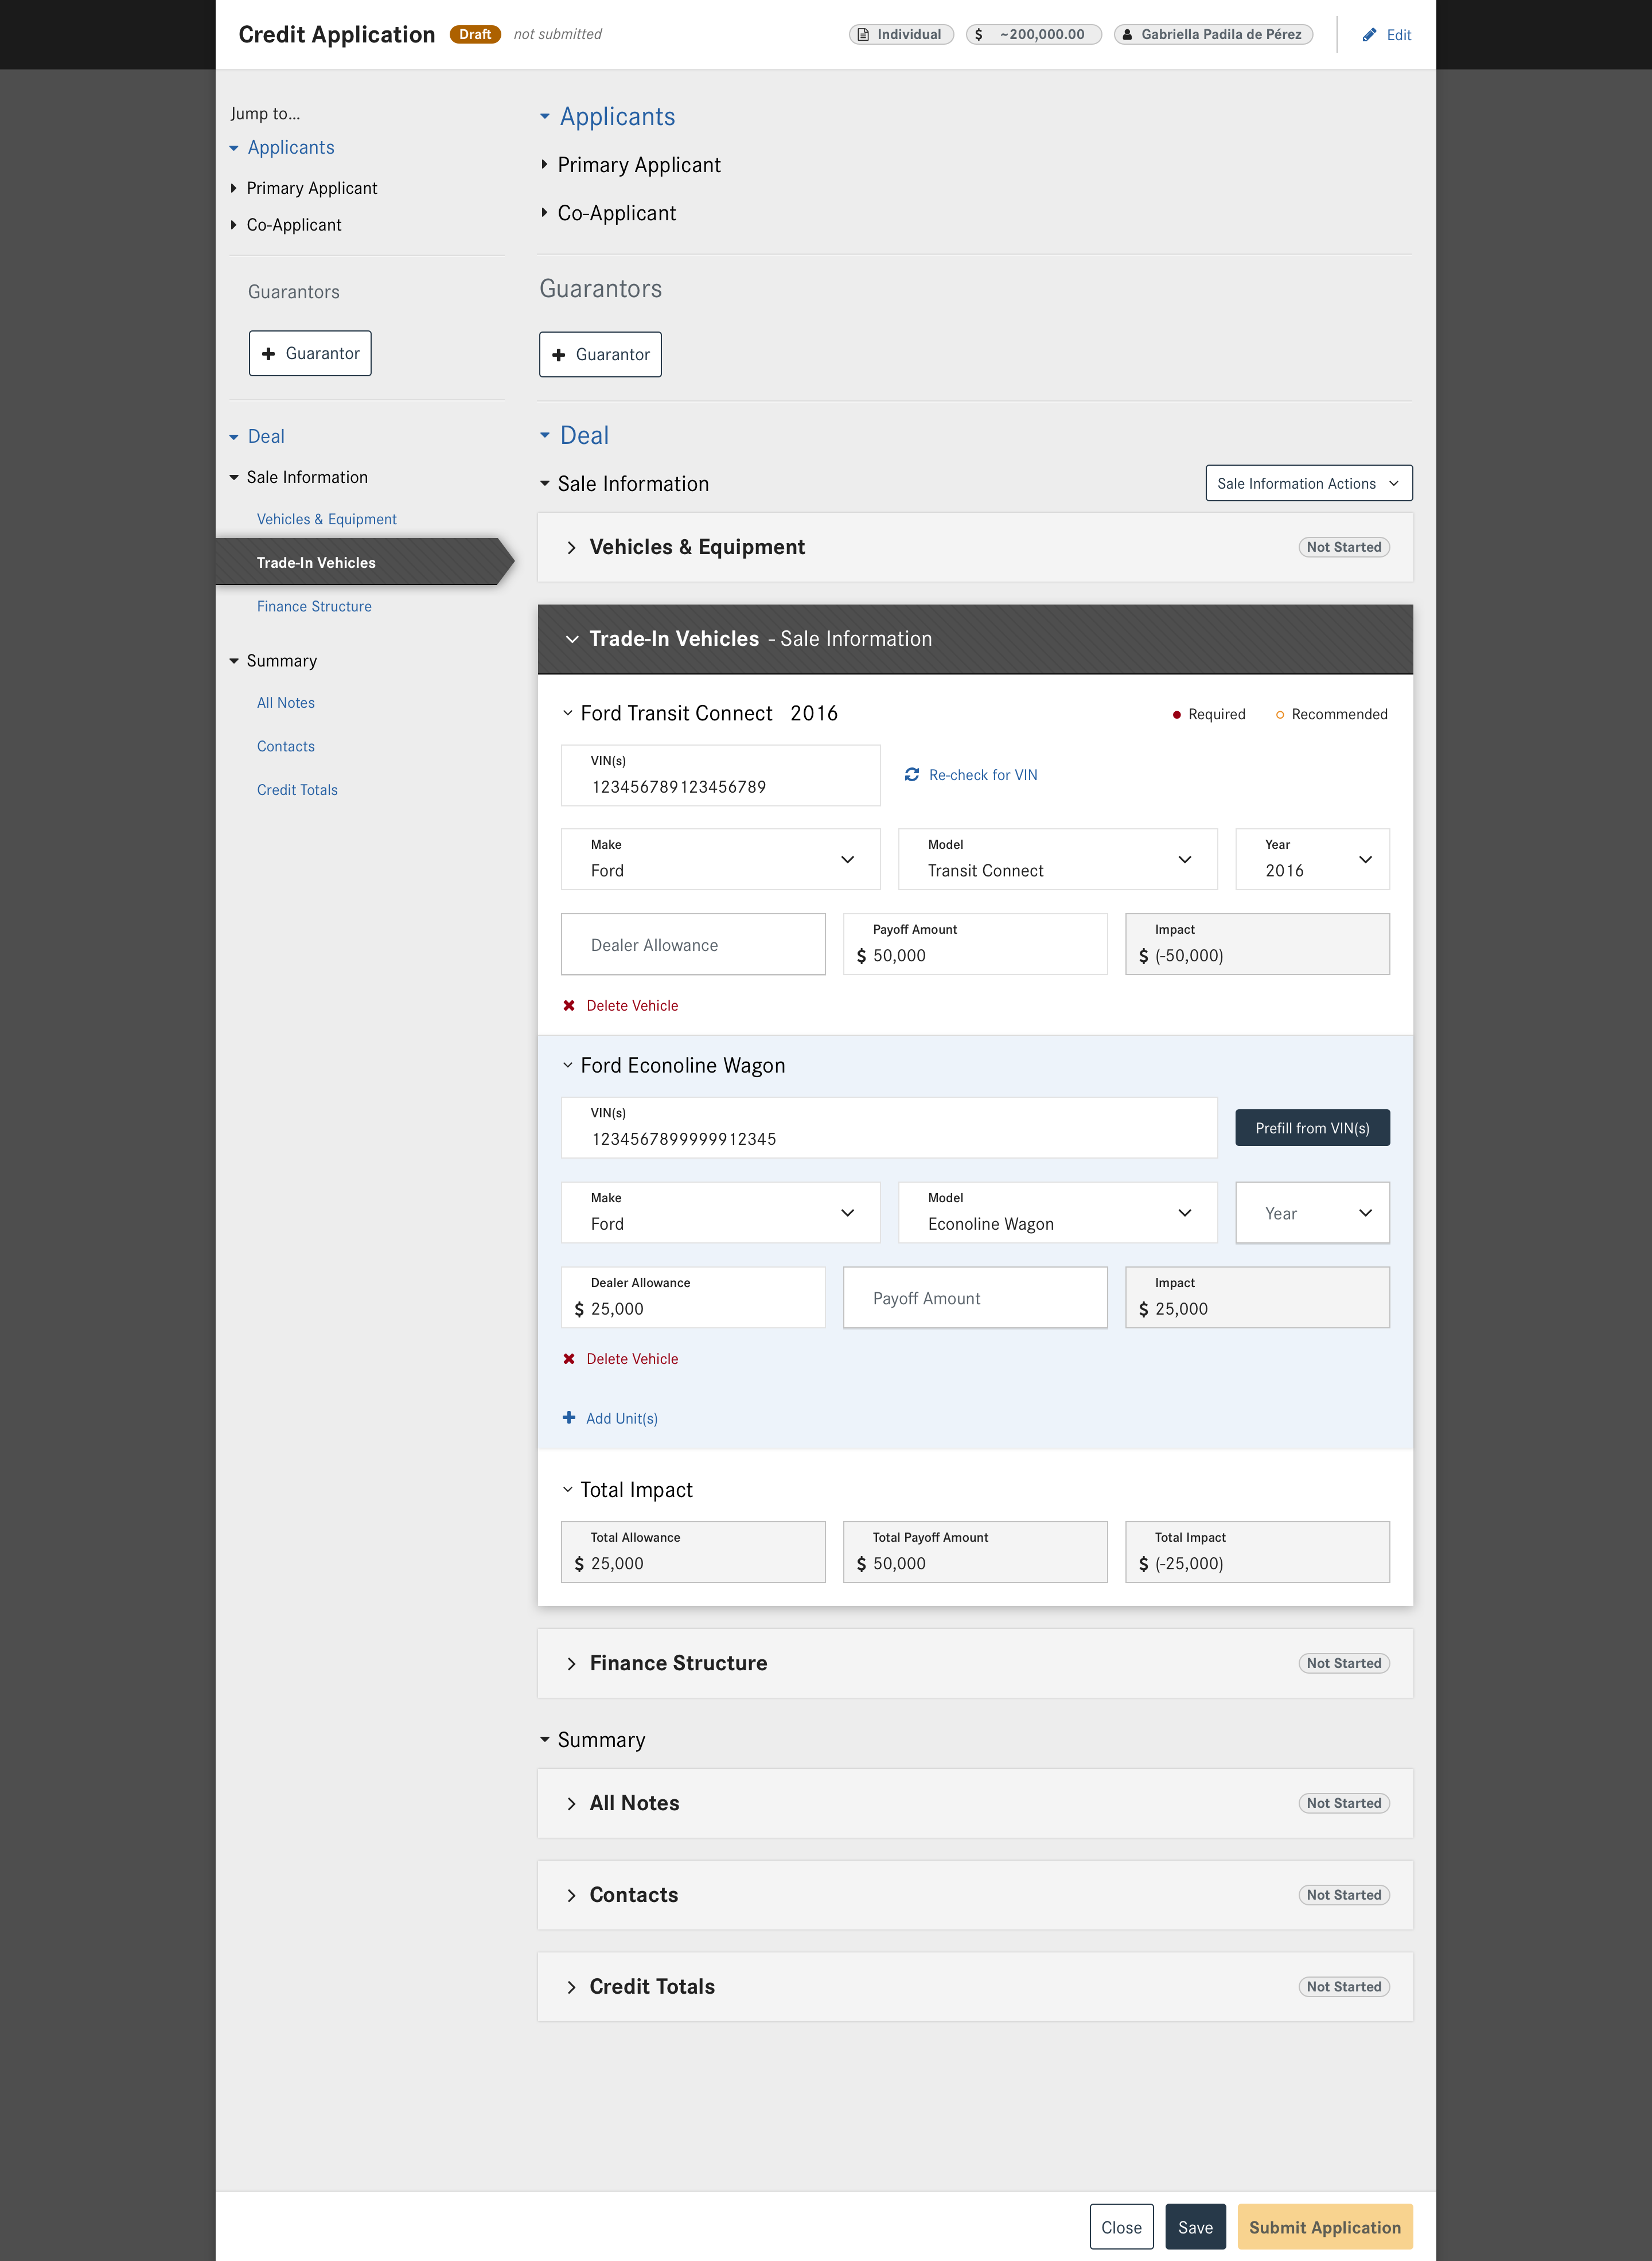 Credit Application Draft not submitted Individual $ ~200,000.00 Gabriella Padila de Pérez Edit
Jump to...
Applicants
Primary Applicant
Co-Applicant
Guarantors
Guarantor
Deal
Sale Information
Vehicles & Equipment
Trade-In Vehicles
Finance Structure
Summary
All Notes
Contacts
Credit Totals
Applicants
Primary Applicant
Co-Applicant
Guarantors
Guarantor
Deal
Sale Information Sale Information Actions
Vehicles & Equipment Not Started
Trade-In Vehicles - Sale Information
Ford Transit Connect 2016 Required Recommended
VIN(s)
123456789123456789 Re-check for VIN
Make Model Year
Ford Transit Connect 2016
Dealer Allowance
Payoff Amount
$ 50,000
Impact
$ (-50,000)
Delete Vehicle
Ford Econoline Wagon
VIN(s)
1234567899999912345 Prefill from VIN(s)
Make Model
Ford Econoline Wagon Year
Dealer Allowance
$ 25,000
Payoff Amount
Impact
$ 25,000
Delete Vehicle
Add Unit(s)
Total Impact
Total Allowance Total Payoff Amount Total Impact
$ 25,000 $ 50,000 $ (-25,000)
Finance Structure Not Started
Summary
All Notes Not Started
Contacts Not Started
Credit Totals Not Started
Close Save Submit Application